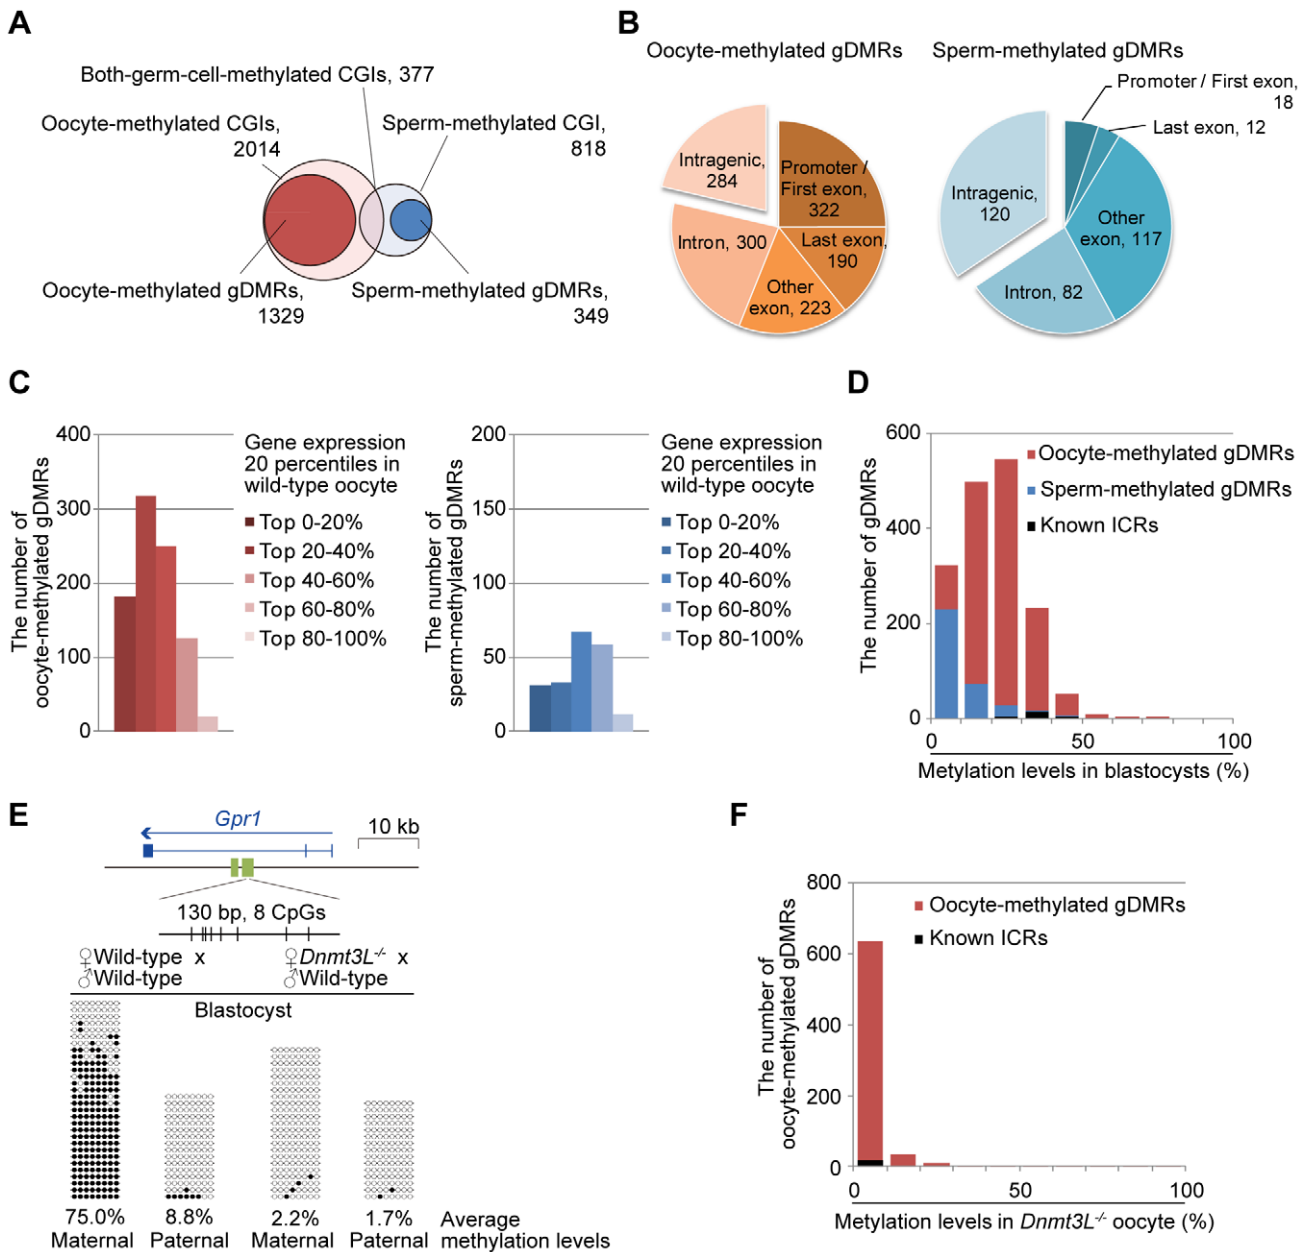 A
Both-germ-cell-methylated CGIs, 377
Oocyte-methylated CGIs,
2014
Sperm-methylated CGI,
818
Oocyte-methylated gDMRs,
1329
Sperm-methylated gDMRs,
349
B
Oocyte-methylated gDMRs
Intragenic,
284
Promoter /
First exon,
322
Intron, 300
Last exon,
190
Other
exon, 223
Sperm-methylated gDMRs
Promoter / First exon,
18
Last exon, 12
Intragenic,
120
Other
exon, 117
Intron, 82
C
The number of
oocyte-methylated gDMRs
400
300
200
100
0
Gene expression
20 percentiles in
wild-type oocyte
Top 0-20%
Top 20-40%
Top 40-60%
Top 60-80%
Top 80-100%
The number of
sperm-methylated gDMRs
200
150
100
50
0
Gene expression
20 percentiles in
wild-type oocyte
Top 0-20%
Top 20-40%
Top 40-60%
Top 60-80%
Top 80-100%
D
The number of gDMRs
600
400
200
0
Oocyte-methylated gDMRs
Sperm-methylated gDMRs
Known ICRs
0 50 100
Metylation levels in blastocysts (%)
E
Gpr1
10 kb
130 bp, 8 CpGs
♀Wild-type x
♂Wild-type
♀Dnmt3L-/- x
♂Wild-type
Blastocyst
75.0% 8.8% 2.2% 1.7% Average
Maternal Paternal Maternal Paternal methylation levels
F
The number of
oocyte-methylated gDMRs
800
600
400
200
0
Oocyte-methylated gDMRs
Known ICRs
0 50 100
Metylation levels in Dnmt3L-/- oocyte (%)